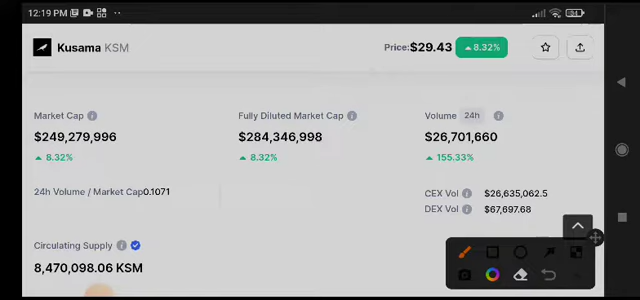 12:19 PM
Kusama KSM
Price:$29.43 8.32%
Market Cap
$249,279,996
8.32%
Fully Diluted Market Cap
$284,346,998
8.32%
Volume 24h
$26,701,660
155.33%
24h Volume / Market Cap0.1071
CEX Vol $26,635,062.5
DEX Vol $67,697.68
Circulating Supply
8,470,098.06 KSM